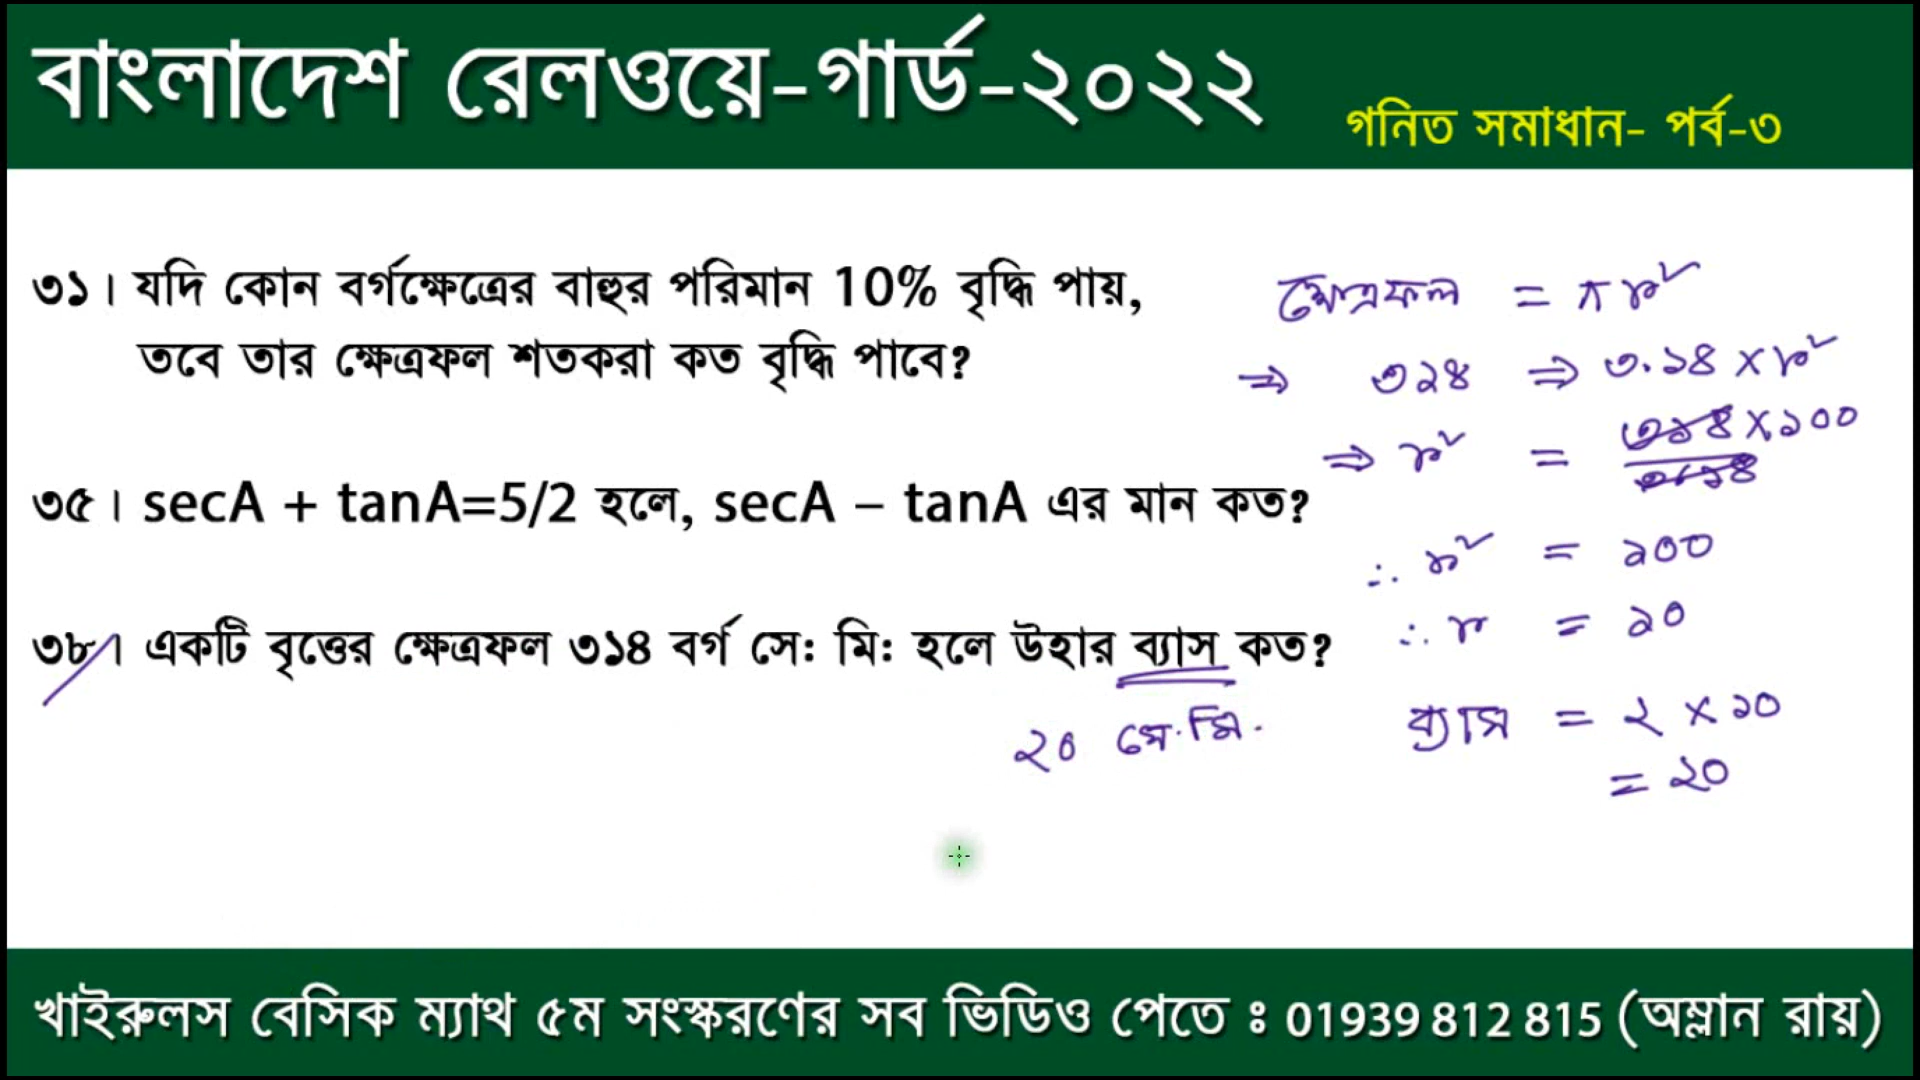 বাংলাদেশ রেলওয়ে-গার্ড-২০২২
গনিত সমাধান- পর্ব-৩
৩১। যদি কোন বর্গক্ষেত্রের বাহুর পরিমান 10% বৃদ্ধি পায়,
তবে তার ক্ষেত্রফল শতকরা কত বৃদ্ধি পাবে?
৩৫। secA + tanA=5/2 হলে, secA – tanA এর মান কত?
৩৮। একটি বৃত্তের ক্ষেত্রফল ৩১৪ বর্গ সে: মি: হলে উহার ব্যাস কত?
২০ সে.মি.
ক্ষেত্রফল = π r²
⇒ ৩১৪ ⇒ ৩.১৪ × r²
⇒ r² = ৩১৪ × ১০০ / ৩১৪
∴ r² = ১০০
∴ r = ১০
ব্যাস = ২ × ১০
= ২০
খাইরুলস বেসিক ম্যাথ ৫ম সংস্করণের সব ভিডিও পেতে ঃ 01939 812 815 (অম্লান রায়)